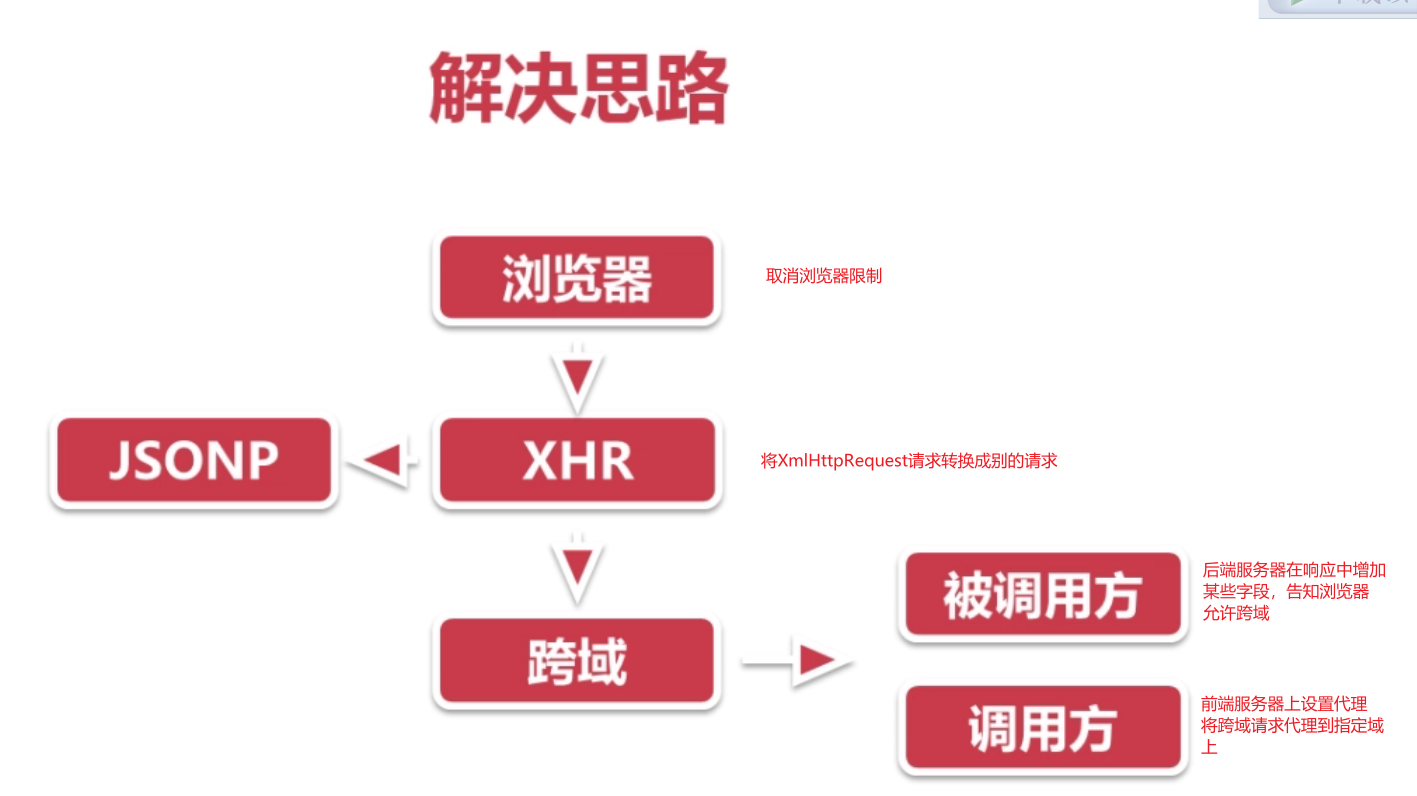 解决思路
浏览器
取消浏览器限制
JSONP
XHR
将XmlHttpRequest请求转换成别的请求
被调用方
后端服务器在响应中增加
某些字段，告知浏览器
允许跨域
跨域
调用方
前端服务器上设置代理
将跨域请求代理到指定域
上